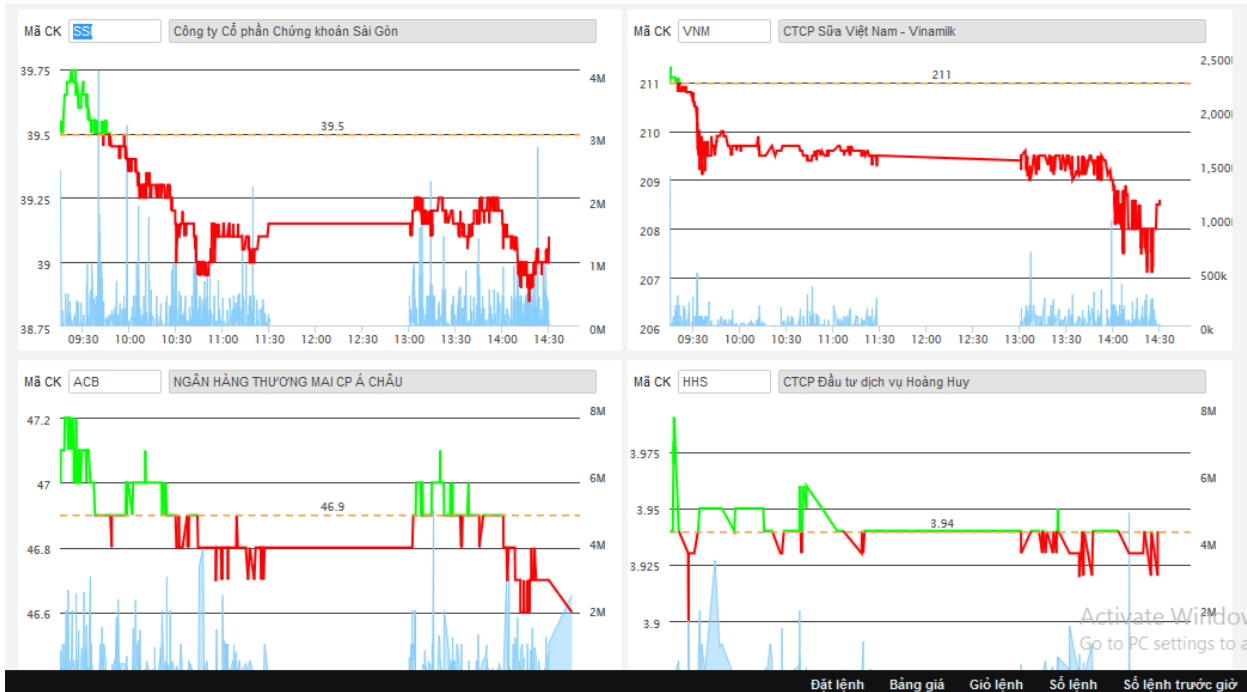 Mã CK SSI Công ty Cổ phần Chứng khoán Sài Gòn
39.75
39.5
39.25
39
38.75
39.5
4M
3M
2M
1M
0M
09:30 10:00 10:30 11:00 11:30 12:00 12:30 13:00 13:30 14:00 14:30
Mã CK VNM CTCP Sữa Việt Nam - Vinamilk
211
210
209
208
207
206
211
2,500
2,000
1,500
1,000
500k
0k
09:30 10:00 10:30 11:00 11:30 12:00 12:30 13:00 13:30 14:00 14:30
Mã CK ACB NGÂN HÀNG THƯƠNG MAI CP Á CHÂU
47.2
47
46.8
46.6
46.9
8M
6M
4M
2M
Mã CK HHS CTCP Đầu tư dịch vụ Hoàng Huy
3.975
3.95
3.925
3.9
3.94
8M
6M
4M
2M
Activate Window
Go to PC settings to a
Đặt lệnh Bảng giá Giỏ lệnh Sổ lệnh Sổ lệnh trước giờ